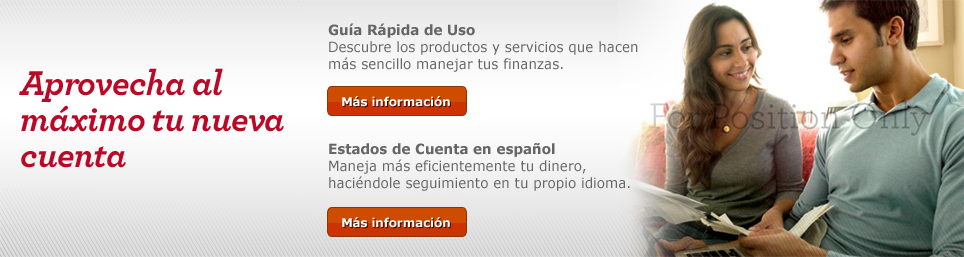 Aprovecha al
máximo tu nueva
cuenta
Guía Rápida de Uso
Descubre los productos y servicios que hacen
más sencillo manejar tus finanzas.
Más información
Estados de Cuenta en español
Maneja más eficientemente tu dinero,
haciéndole seguimiento en tu propio idioma.
Más información
For Position Only